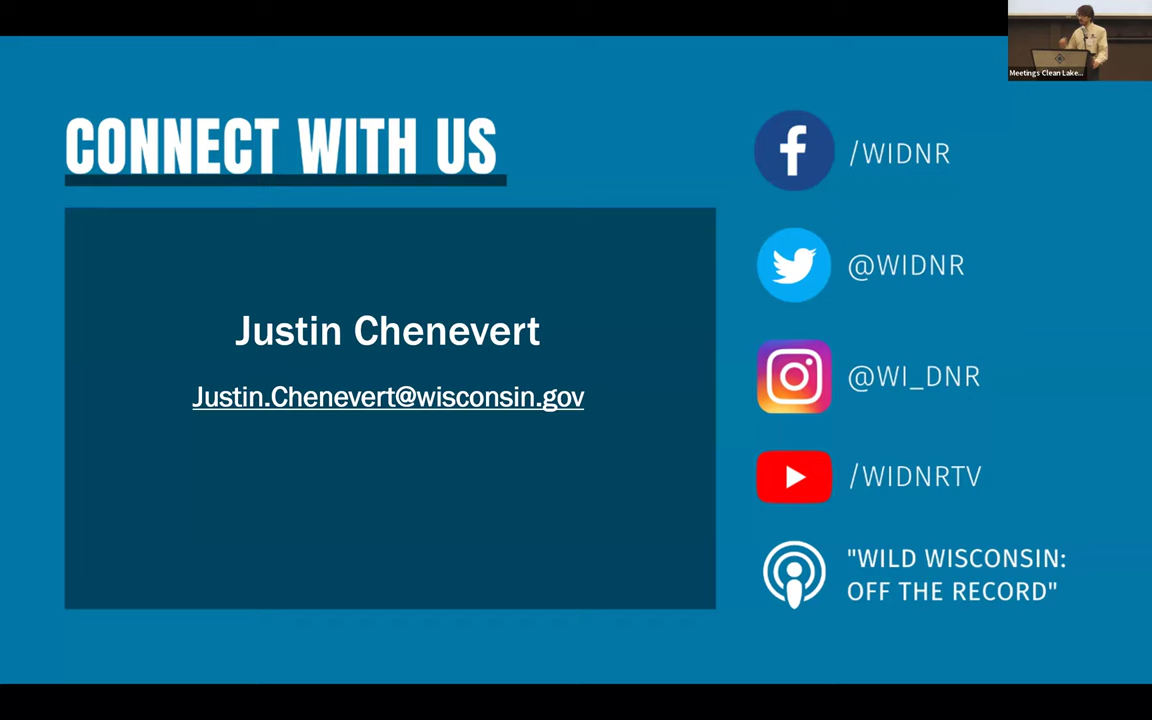 CONNECT WITH US
Justin Chenevert
Justin.Chenevert@wisconsin.gov
/WIDNR
@WIDNR
@WI_DNR
/WIDNRTV
"WILD WISCONSIN:
OFF THE RECORD"
Meetings Clean Lake...